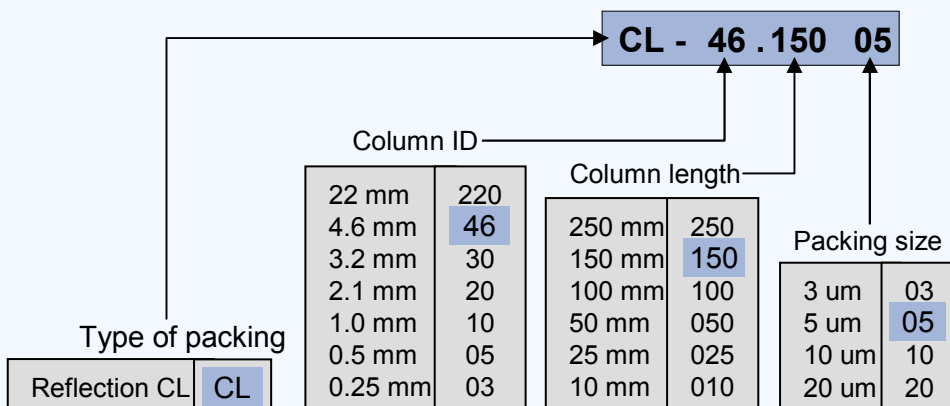 CL - 46 . 150 05
Column ID
22 mm 220
4.6 mm 46
3.2 mm 30
2.1 mm 20
1.0 mm 10
0.5 mm 05
0.25 mm 03
Column length
250 mm 250
150 mm 150
100 mm 100
50 mm 050
25 mm 025
10 mm 010
Packing size
3 um 03
5 um 05
10 um 10
20 um 20
Type of packing
Reflection CL CL